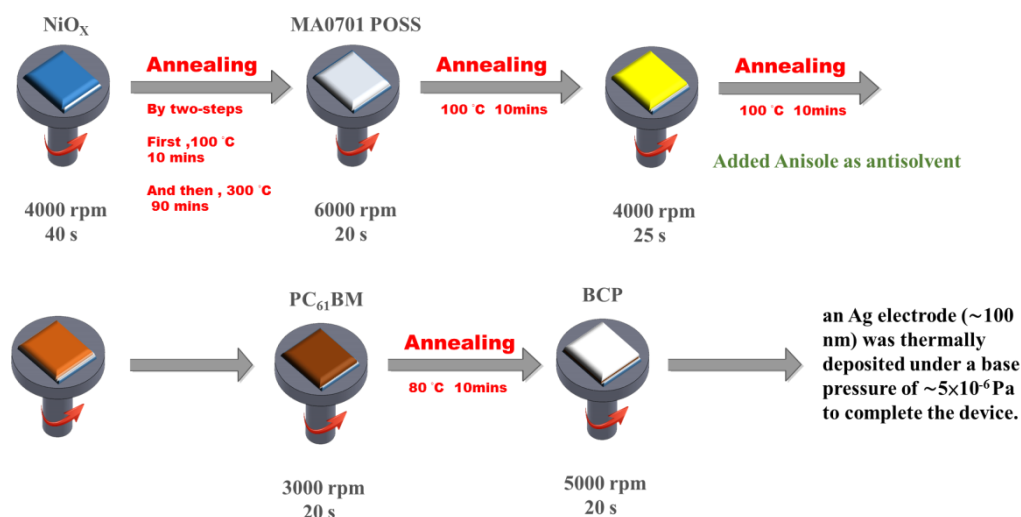 NiOX
MA0701 POSS
Annealing
By two-steps
First ,100 °C
10 mins
And then , 300 °C
90 mins
Annealing
100 °C 10mins
Annealing
100 °C 10mins
Added Anisole as antisolvent
4000 rpm
40 s
6000 rpm
20 s
4000 rpm
25 s
PC61BM
BCP
Annealing
80 °C 10mins
3000 rpm
20 s
5000 rpm
20 s
an Ag electrode (~100
nm) was thermally
deposited under a base
pressure of ~5×10-6 Pa
to complete the device.